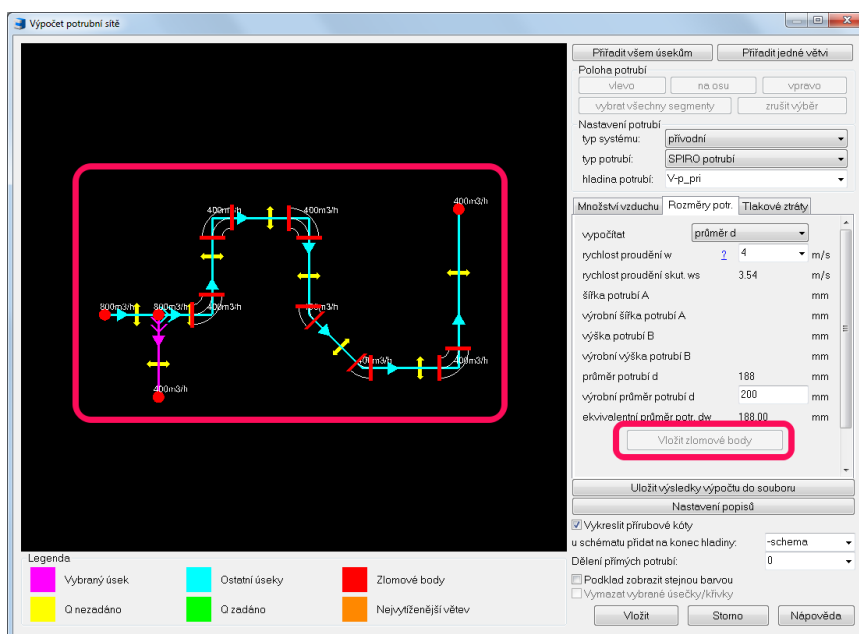 Výpočet potrubní sítě
Přiřadit všem úsekům Přiřadit jedné větvi
Poloha potrubí
vlevo na osu vpravo
vybrat všechny segmenty zrušit výběr
Nastavení potrubí
typ systému: přívodní
typ potrubí: SPIRO potrubí
hladina potrubí: V-p_pri
Množství vzduchu Rozměry potr. Tlakové ztráty
vypočítat průměr d
rychlost proudění w ? 4 m/s
rychlost proudění skut. ws 3.54 m/s
šířka potrubí A mm
výrobní šířka potrubí A mm
výška potrubí B mm
výrobní výška potrubí B mm
průměr potrubí d 188 mm
výrobní průměr potrubí d 200 mm
ekvivalentní průměr potr. dw 188.00 mm
Vložit zlomové body
Uložit výsledky výpočtu do souboru
Nastavení popisů
Vykreslit přírubové kóty
u schématu přidat na konec hladiny: -schema
Dělení přímých potrubí: 0
Podklad zobrazit stejnou barvou
Vymazat vybrané úsečky/křivky
Vložit Storno Nápověda
400m3/h 400m3/h 400m3/h
800m3/h 800m3/h 400m3/h 400m3/h
400m3/h 400m3/h
400m3/h
Legenda
Vybraný úsek Ostatní úseky Zlomové body
Q nezadáno Q zadáno Nejvytíženější větev